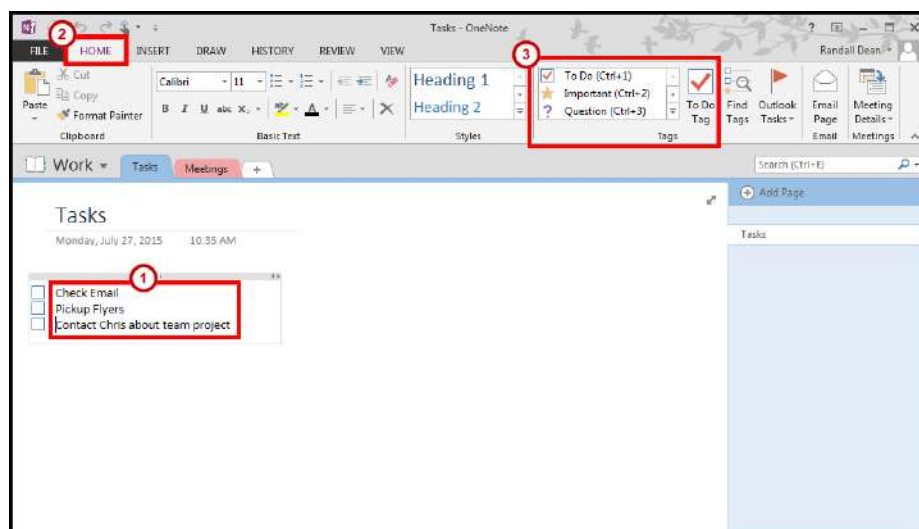 Tasks - OneNote
?
2
3
FILE HOME INSERT DRAW HISTORY REVIEW VIEW
Randall Dean
Paste
Cut
Copy
Format Painter
Clipboard
Calibri 11
B I U abc X₂ A
Basic Text
Heading 1
Heading 2
Styles
To Do (Ctrl+1)
Important (Ctrl+2)
? Question (Ctrl+3)
To Do
Tag
Tags
Find
Tags
Outlook
Tasks
Email
Page
Email
Meeting
Details
Meetings
Work Tasks Meetings +
Search (Ctrl+E)
Add Page
Tasks
Tasks
Monday, July 27, 2015 10:35 AM
1
Check Email
Pickup Flyers
Contact Chris about team project